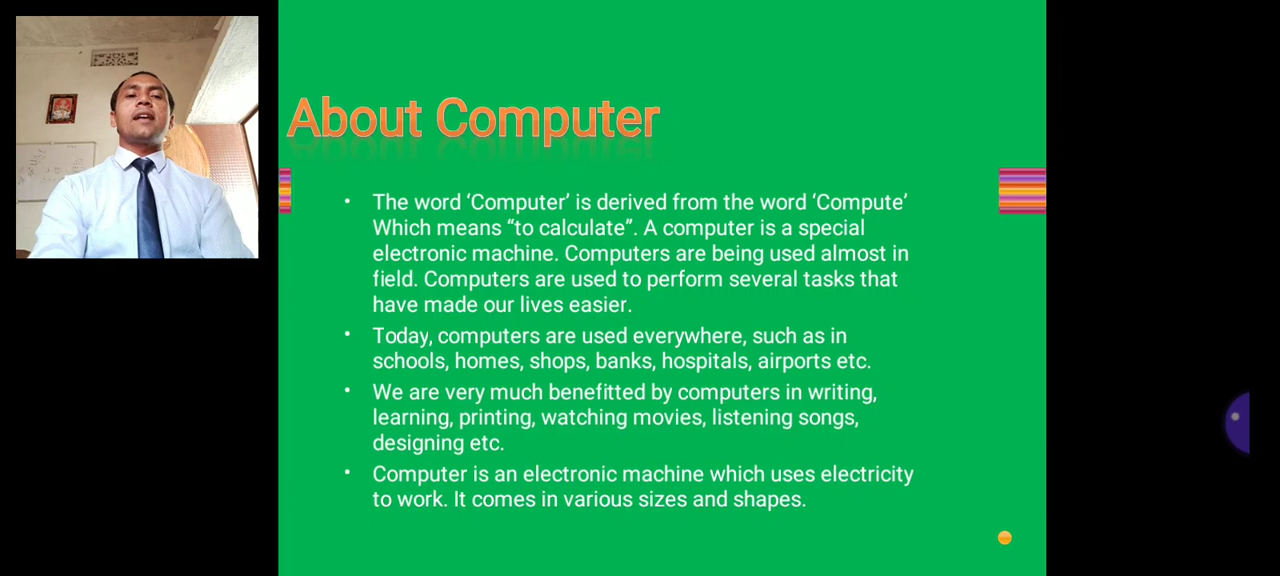 About Computer
• The word ‘Computer’ is derived from the word ‘Compute’
Which means “to calculate”. A computer is a special
electronic machine. Computers are being used almost in
field. Computers are used to perform several tasks that
have made our lives easier.
• Today, computers are used everywhere, such as in
schools, homes, shops, banks, hospitals, airports etc.
• We are very much benefitted by computers in writing,
learning, printing, watching movies, listening songs,
designing etc.
• Computer is an electronic machine which uses electricity
to work. It comes in various sizes and shapes.